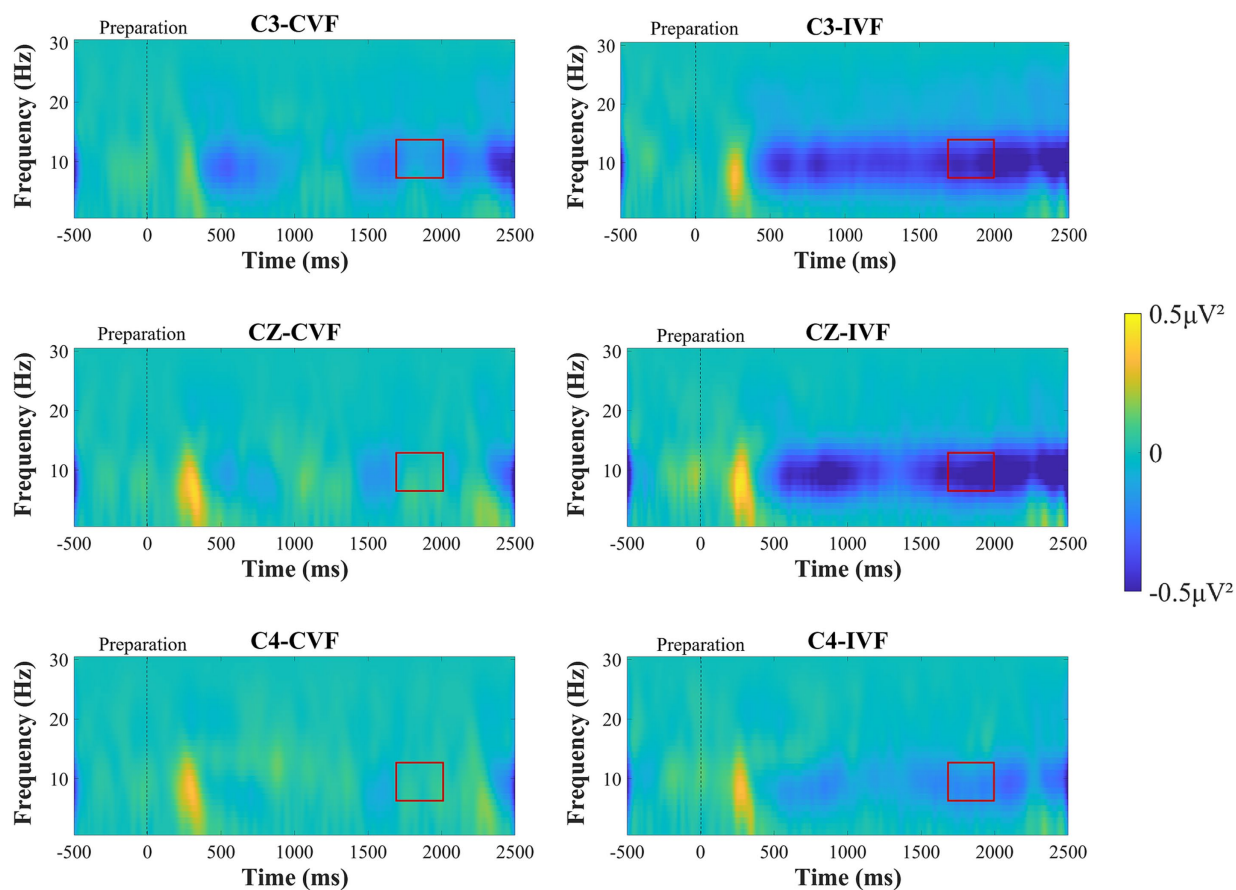 Preparation C3-CVF
Frequency (Hz)
30
20
10
-500 0 500 1000 1500 2000 2500
Time (ms)
Preparation C3-IVF
Frequency (Hz)
30
20
10
-500 0 500 1000 1500 2000 2500
Time (ms)
Preparation CZ-CVF
Frequency (Hz)
30
20
10
-500 0 500 1000 1500 2000 2500
Time (ms)
Preparation CZ-IVF
Frequency (Hz)
30
20
10
-500 0 500 1000 1500 2000 2500
Time (ms)
0.5μV²
0
-0.5μV²
Preparation C4-CVF
Frequency (Hz)
30
20
10
-500 0 500 1000 1500 2000 2500
Time (ms)
Preparation C4-IVF
Frequency (Hz)
30
20
10
-500 0 500 1000 1500 2000 2500
Time (ms)